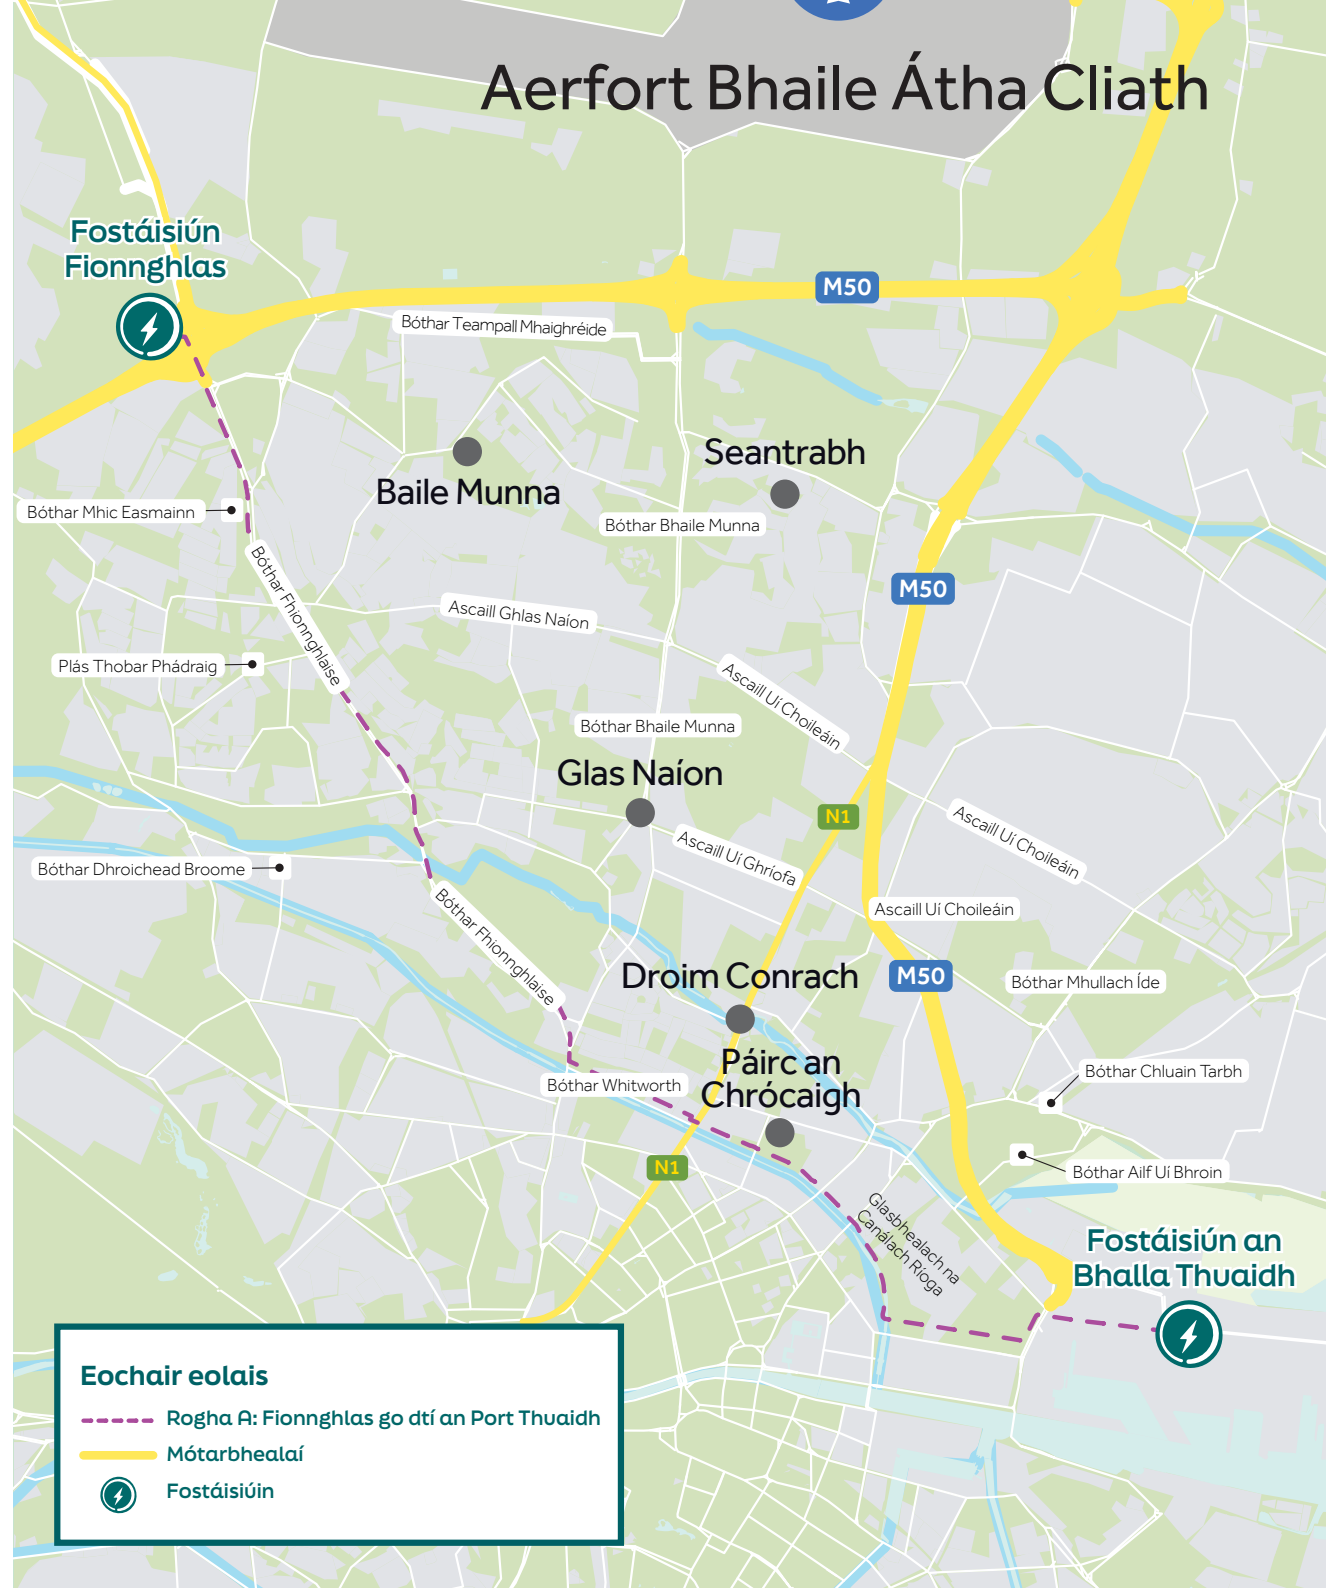 Aerfort Bhaile Átha Cliath
Fostáisiún
Fionnghlas
M50
Bóthar Teampall Mhaighréide
Seantrabh
Baile Munna
Bóthar Mhic Easmainn
Bóthar Bhaile Munna
Bóthar Fhionnghlaise
M50
Ascaill Ghlas Naíon
Plás Thobar Phádraig
Ascaill Uí Choileáin
Bóthar Bhaile Munna
Glas Naíon
N1
Ascaill Uí Choileáin
Ascaill Uí Ghríofa
Bóthar Dhroichead Broome
Ascaill Uí Choileáin
Bóthar Fhionnghlaise
Droim Conrach
M50
Bóthar Mhullach Íde
Páirc an
Chrócaigh
Bóthar Whitworth
Bóthar Chluain Tarbh
N1
Bóthar Ailf Uí Bhroin
Glasbhealach na
Canálach Ríoga
Fostáisiún an
Bhalla Thuaidh
Eochair eolais
Rogha A: Fionnghlas go dtí an Port Thuaidh
Mótarbhealaí
Fostáisiúin